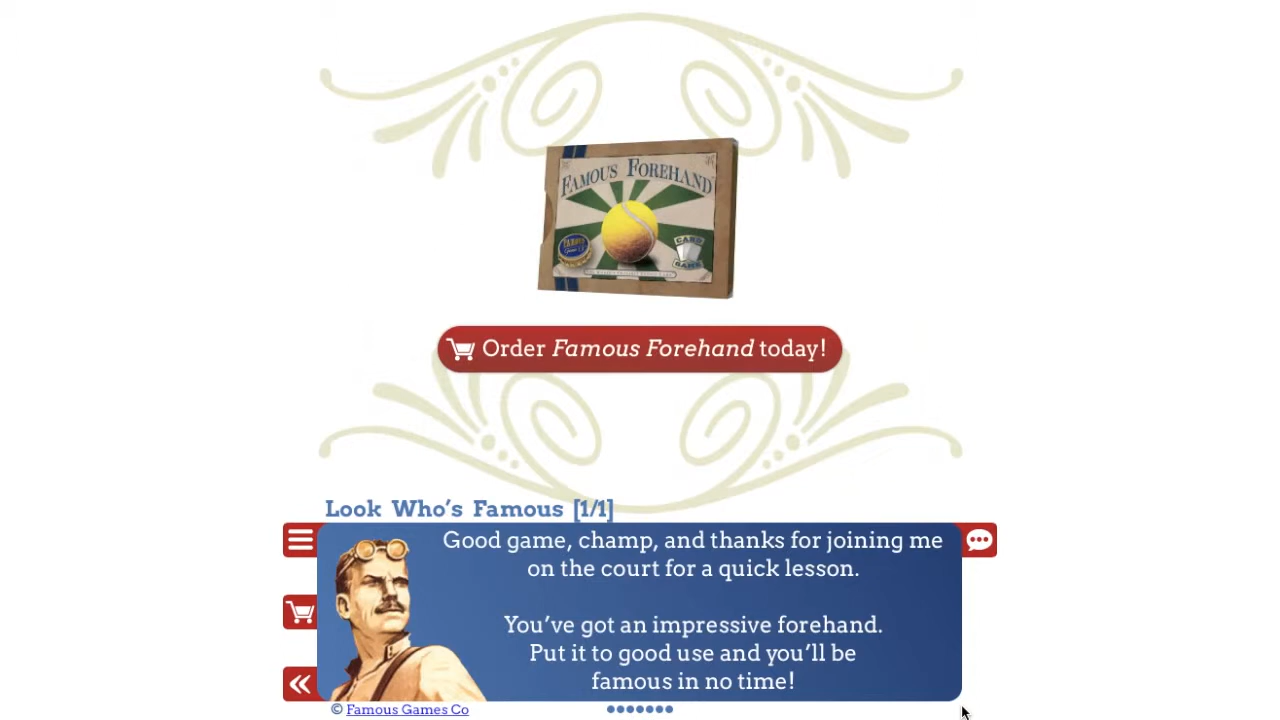 FAMOUS FOREHAND
CARD
GAME
Order Famous Forehand today!
Look Who's Famous [1/1]
Good game, champ, and thanks for joining me
on the court for a quick lesson.
You've got an impressive forehand.
Put it to good use and you'll be
famous in no time!
© Famous Games Co